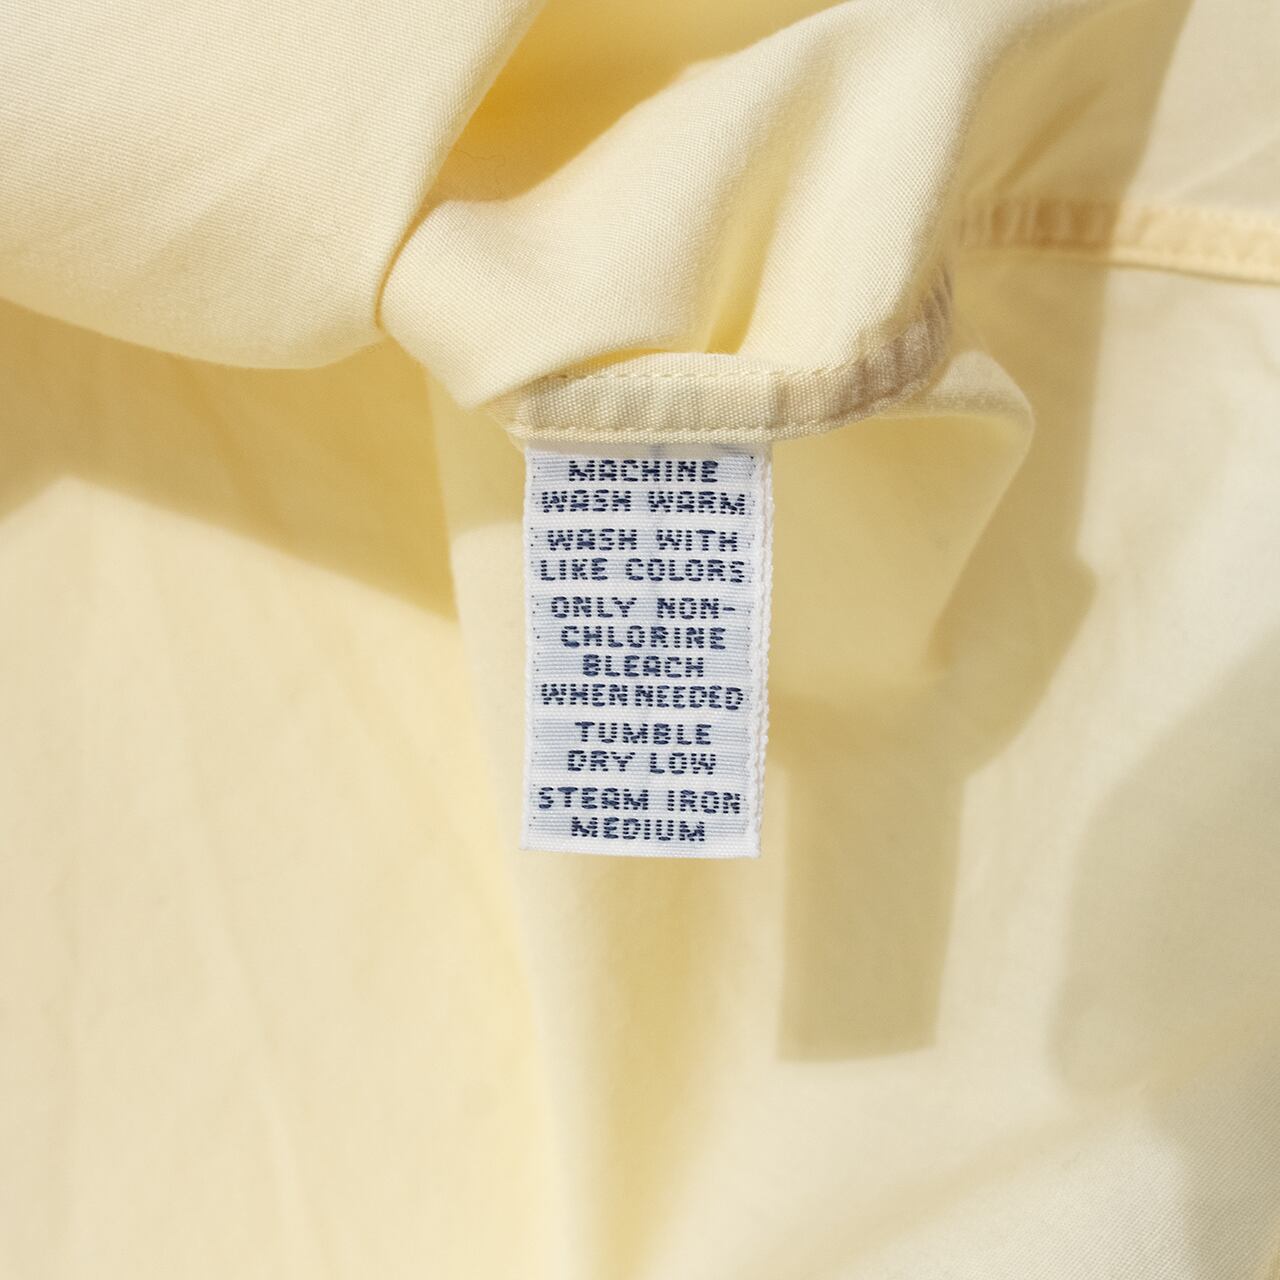 MACHINE
WASH WARM
WASH WITH
LIKE COLORS
ONLY NON-
CHLORINE
BLEACH
WHEN NEEDED
TUMBLE
DRY LOW
STEAM IRON
MEDIUM